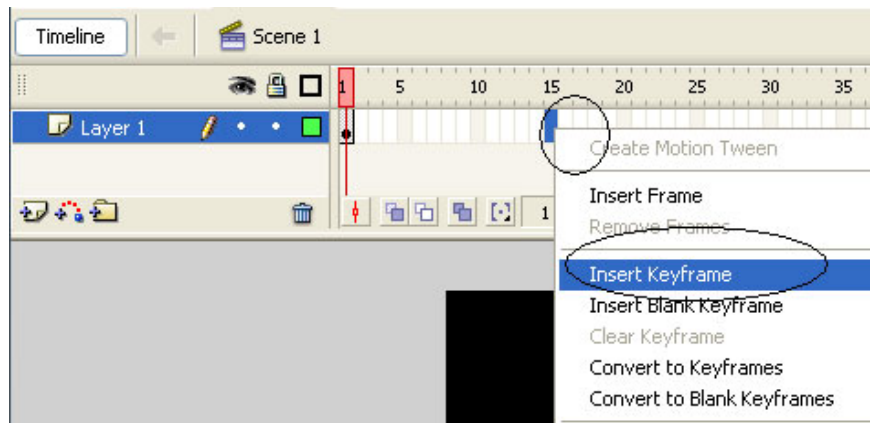 Timeline Scene 1
1 5 10 15 20 25 30 35
Layer 1
Create Motion Tween
Insert Frame
1
Remove Frames
Insert Keyframe
Insert Blank Keyframe
Clear Keyframe
Convert to Keyframes
Convert to Blank Keyframes